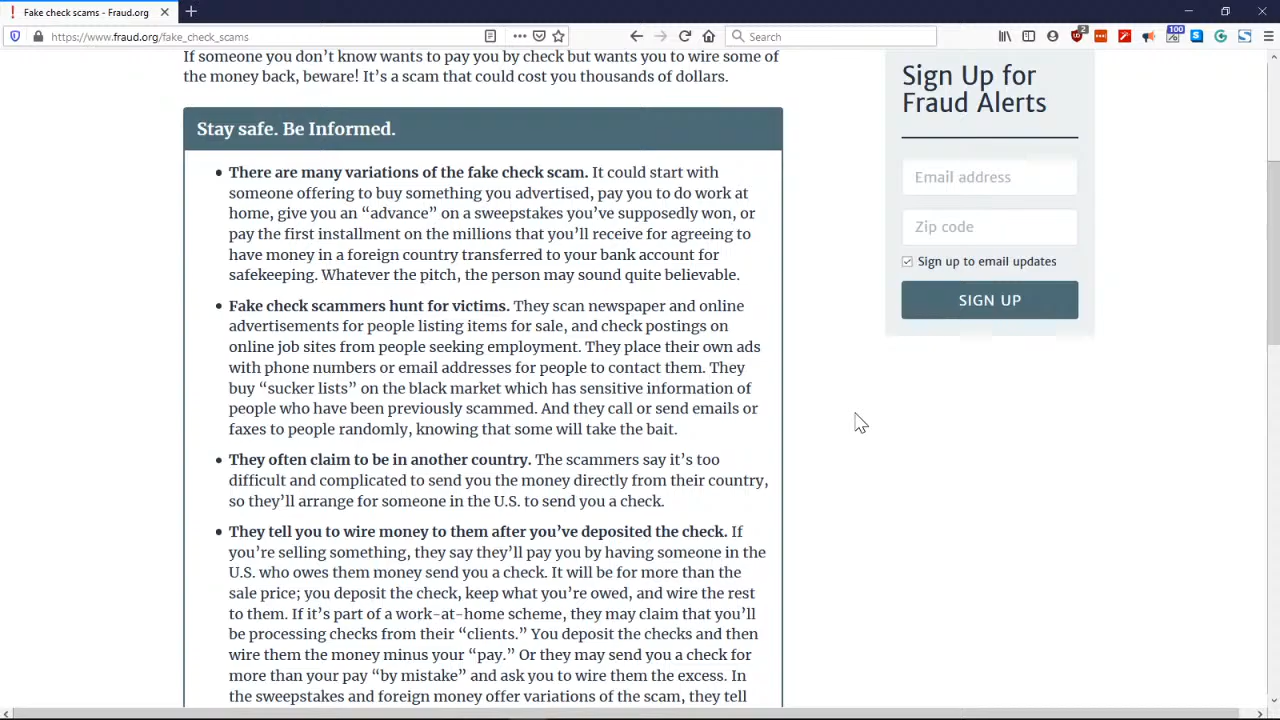 Fake check scams - Fraud.org
https://www.fraud.org/fake_check_scams
Search
2
100
If someone you don’t know wants to pay you by check but wants you to wire some of
the money back, beware! It’s a scam that could cost you thousands of dollars.
Stay safe. Be Informed.
There are many variations of the fake check scam. It could start with
someone offering to buy something you advertised, pay you to do work at
home, give you an “advance” on a sweepstakes you’ve supposedly won, or
pay the first installment on the millions that you’ll receive for agreeing to
have money in a foreign country transferred to your bank account for
safekeeping. Whatever the pitch, the person may sound quite believable.
Fake check scammers hunt for victims. They scan newspaper and online
advertisements for people listing items for sale, and check postings on
online job sites from people seeking employment. They place their own ads
with phone numbers or email addresses for people to contact them. They
buy “sucker lists” on the black market which has sensitive information of
people who have been previously scammed. And they call or send emails or
faxes to people randomly, knowing that some will take the bait.
They often claim to be in another country. The scammers say it’s too
difficult and complicated to send you the money directly from their country,
so they’ll arrange for someone in the U.S. to send you a check.
They tell you to wire money to them after you’ve deposited the check. If
you’re selling something, they say they’ll pay you by having someone in the
U.S. who owes them money send you a check. It will be for more than the
sale price; you deposit the check, keep what you’re owed, and wire the rest
to them. If it’s part of a work-at-home scheme, they may claim that you’ll
be processing checks from their “clients.” You deposit the checks and then
wire them the money minus your “pay.” Or they may send you a check for
more than your pay “by mistake” and ask you to wire them the excess. In
the sweepstakes and foreign money offer variations of the scam, they tell
Sign Up for
Fraud Alerts
Email address
Zip code
Sign up to email updates
SIGN UP